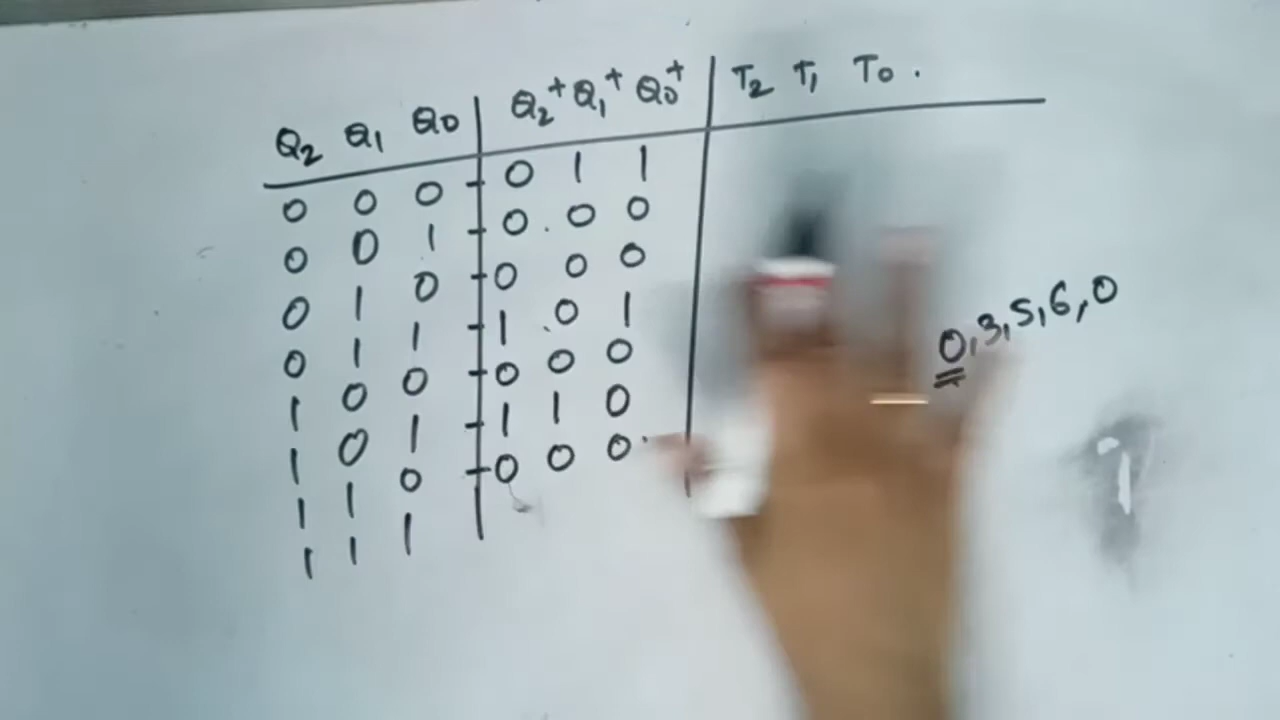 Q2 Q1 Q0 Q2+ Q1+ Q0+ T2 T1 T0.
0 0 0 0 1 1
0 0 1 0 0 0
0 1 0 0 0 0
0 1 1 1 0 1
1 0 0 0 0 0
1 0 1 1 1 0
1 1 0 0 0 0
1 1 1
0,3,5,6,0